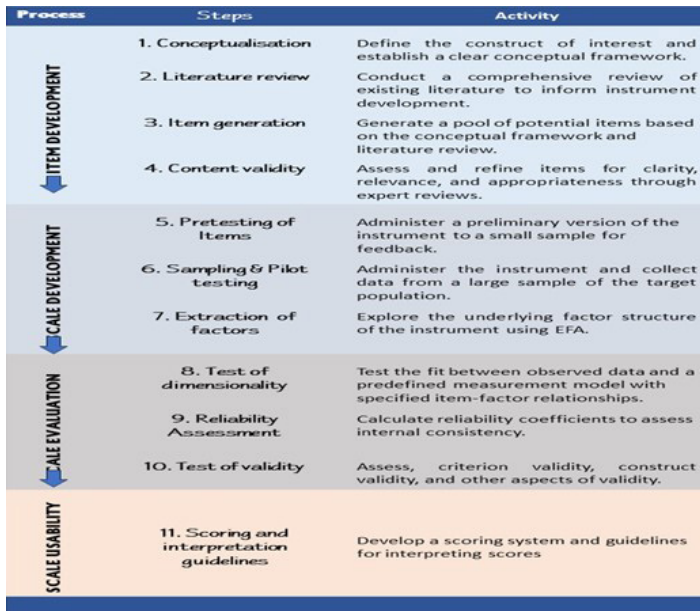 Process Steps Activity
ITEM DEVELOPMENT
1. Conceptualisation
Define the construct of interest and
establish a clear conceptual framework.
2. Literature review
Conduct a comprehensive review of
existing literature to inform instrument
development.
3. Item generation
Generate a pool of potential items based
on the conceptual framework and
literature review.
4. Content validity
Assess and refine items for clarity,
relevance, and appropriateness through
expert reviews.
CALE DEVELOPMENT
5. Pretesting of
Items
Administer a preliminary version of the
instrument to a small sample for
feedback.
6. Sampling & Pilot
testing
Administer the instrument and collect
data from a large sample of the target
population.
7. Extraction of
factors
Explore the underlying factor structure
of the instrument using EFA.
CALE EVALUATION
8. Test of
dimensionality
Test the fit between observed data and a
predefined measurement model with
specified item-factor relationships.
9. Reliability
Assessment
Calculate reliability coefficients to assess
internal consistency.
10. Test of validity
Assess, criterion validity, construct
validity, and other aspects of validity.
SCALE USABILITY
11. Scoring and
interpretation
guidelines
Develop a scoring system and guidelines
for interpreting scores